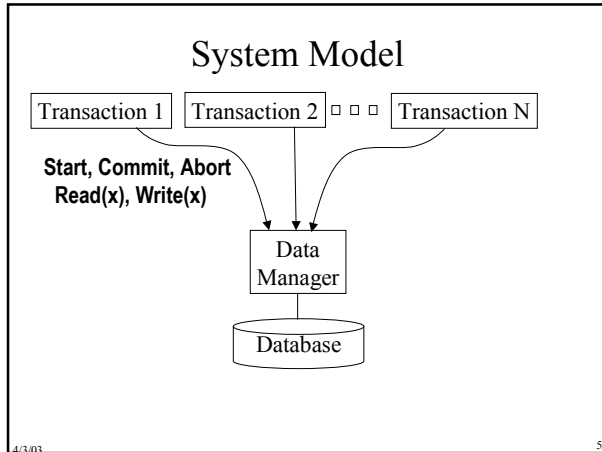 System Model
Transaction 1
Transaction 2
Transaction N
Start, Commit, Abort
Read(x), Write(x)
Data
Manager
Database
4/3/03
5